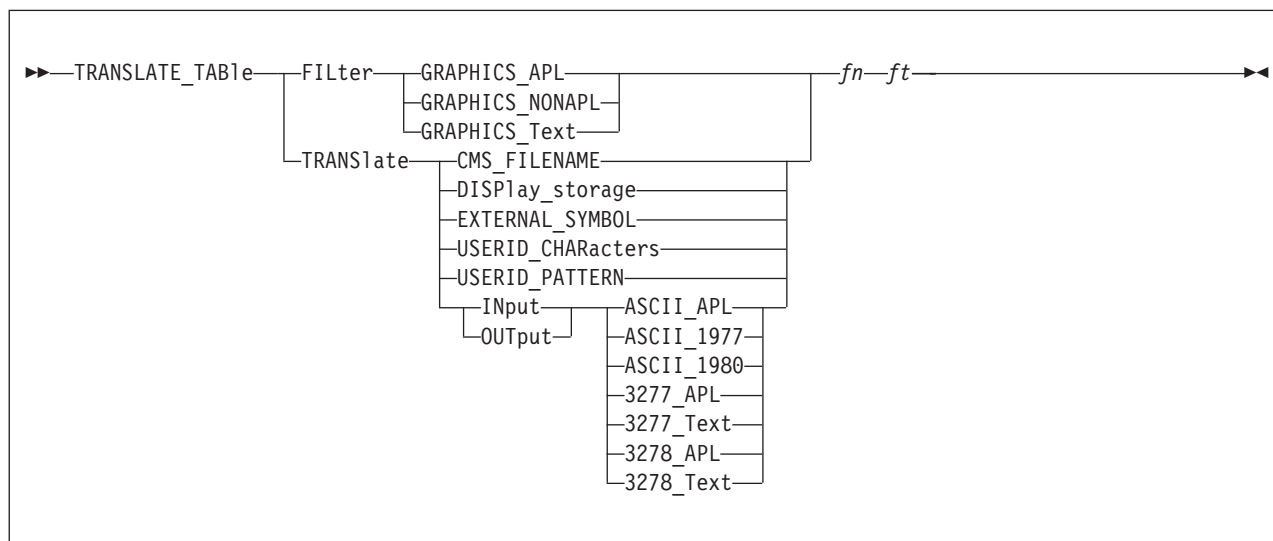 TRANSLATE_TABle FILter GRAPHICS_APL fn ft
GRAPHICS_NONAPL
GRAPHICS_Text
TRANSlate CMS_FILENAME
DISPlay_storage
EXTERNAL_SYMBOL
USERID_CHARacters
USERID_PATTERN
INput ASCII_APL
OUTput ASCII_1977
ASCII_1980
3277_APL
3277_Text
3278_APL
3278_Text